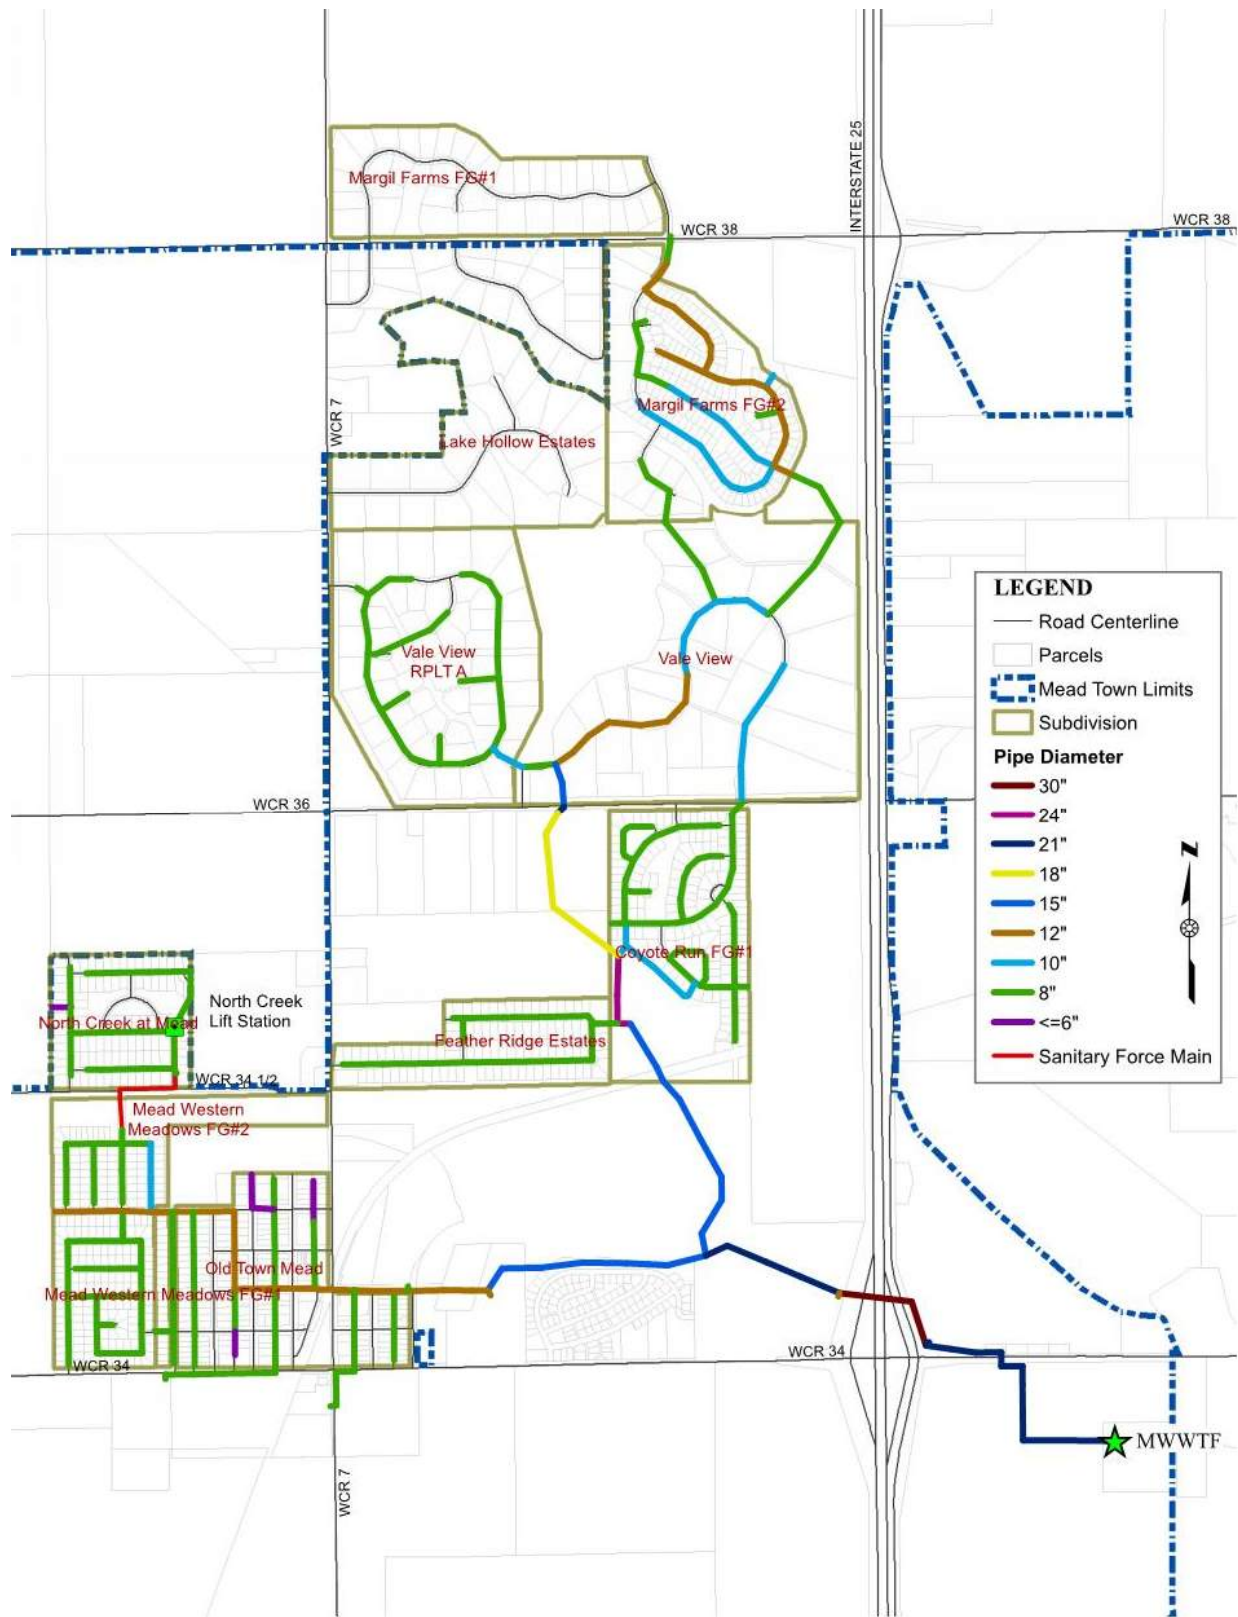 INTERSTATE 25
Margil Farms FG#1
WCR 38
WCR 38
WCR 7
Margil Farms FG#2
Lake Hollow Estates
Vale View
RPLT A
Vale View
WCR 36
Coyote Run FG#1
North Creek
Lift Station
North Creek at Mead
Feather Ridge Estates
WCR 34 1/2
Mead Western
Meadows FG#2
Old Town Mead
Mead Western Meadows FG#1
WCR 34
WCR 34
WCR 7
MWWTF
LEGEND
Road Centerline
Parcels
Mead Town Limits
Subdivision
Pipe Diameter
30"
24"
21"
18"
15"
12"
10"
8"
<=6"
Sanitary Force Main
N